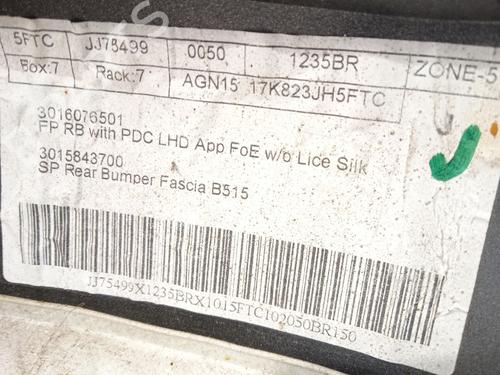 5FTC JJ75499 0050 1235BR ZONE-5
Box:7 Rack:7 AGN15 17K823JH5FTC
3016076501
FP RB with PDC LHD App FoE w/o Lice Silk
3015843700
SP Rear Bumper Fascia B515
JJ75499X1235BRX1015FTC102050BR150